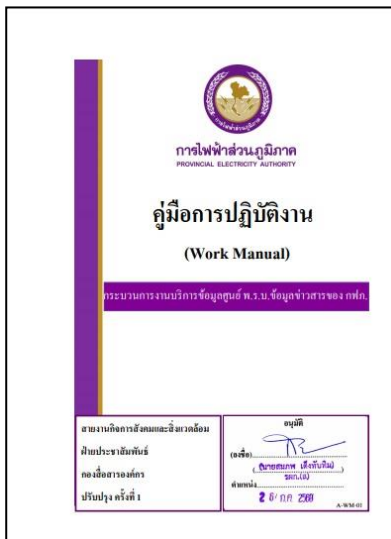 การไฟฟ้าส่วนภูมิภาค
PROVINCIAL ELECTRICITY AUTHORITY
คู่มือการปฏิบัติงาน
(Work Manual)
กระบวนการงานบริการข้อมูลศูนย์ พ.ร.บ.ข้อมูลข่าวสารของ กฟภ.
สายงานกิจการสังคมและสิ่งแวดล้อม
ฝ่ายประชาสัมพันธ์
กองสื่อสารองค์กร
ปรับปรุง ครั้งที่ 1
อนุมัติ
(ลงชื่อ)
ตำแหน่ง
A-WM-01